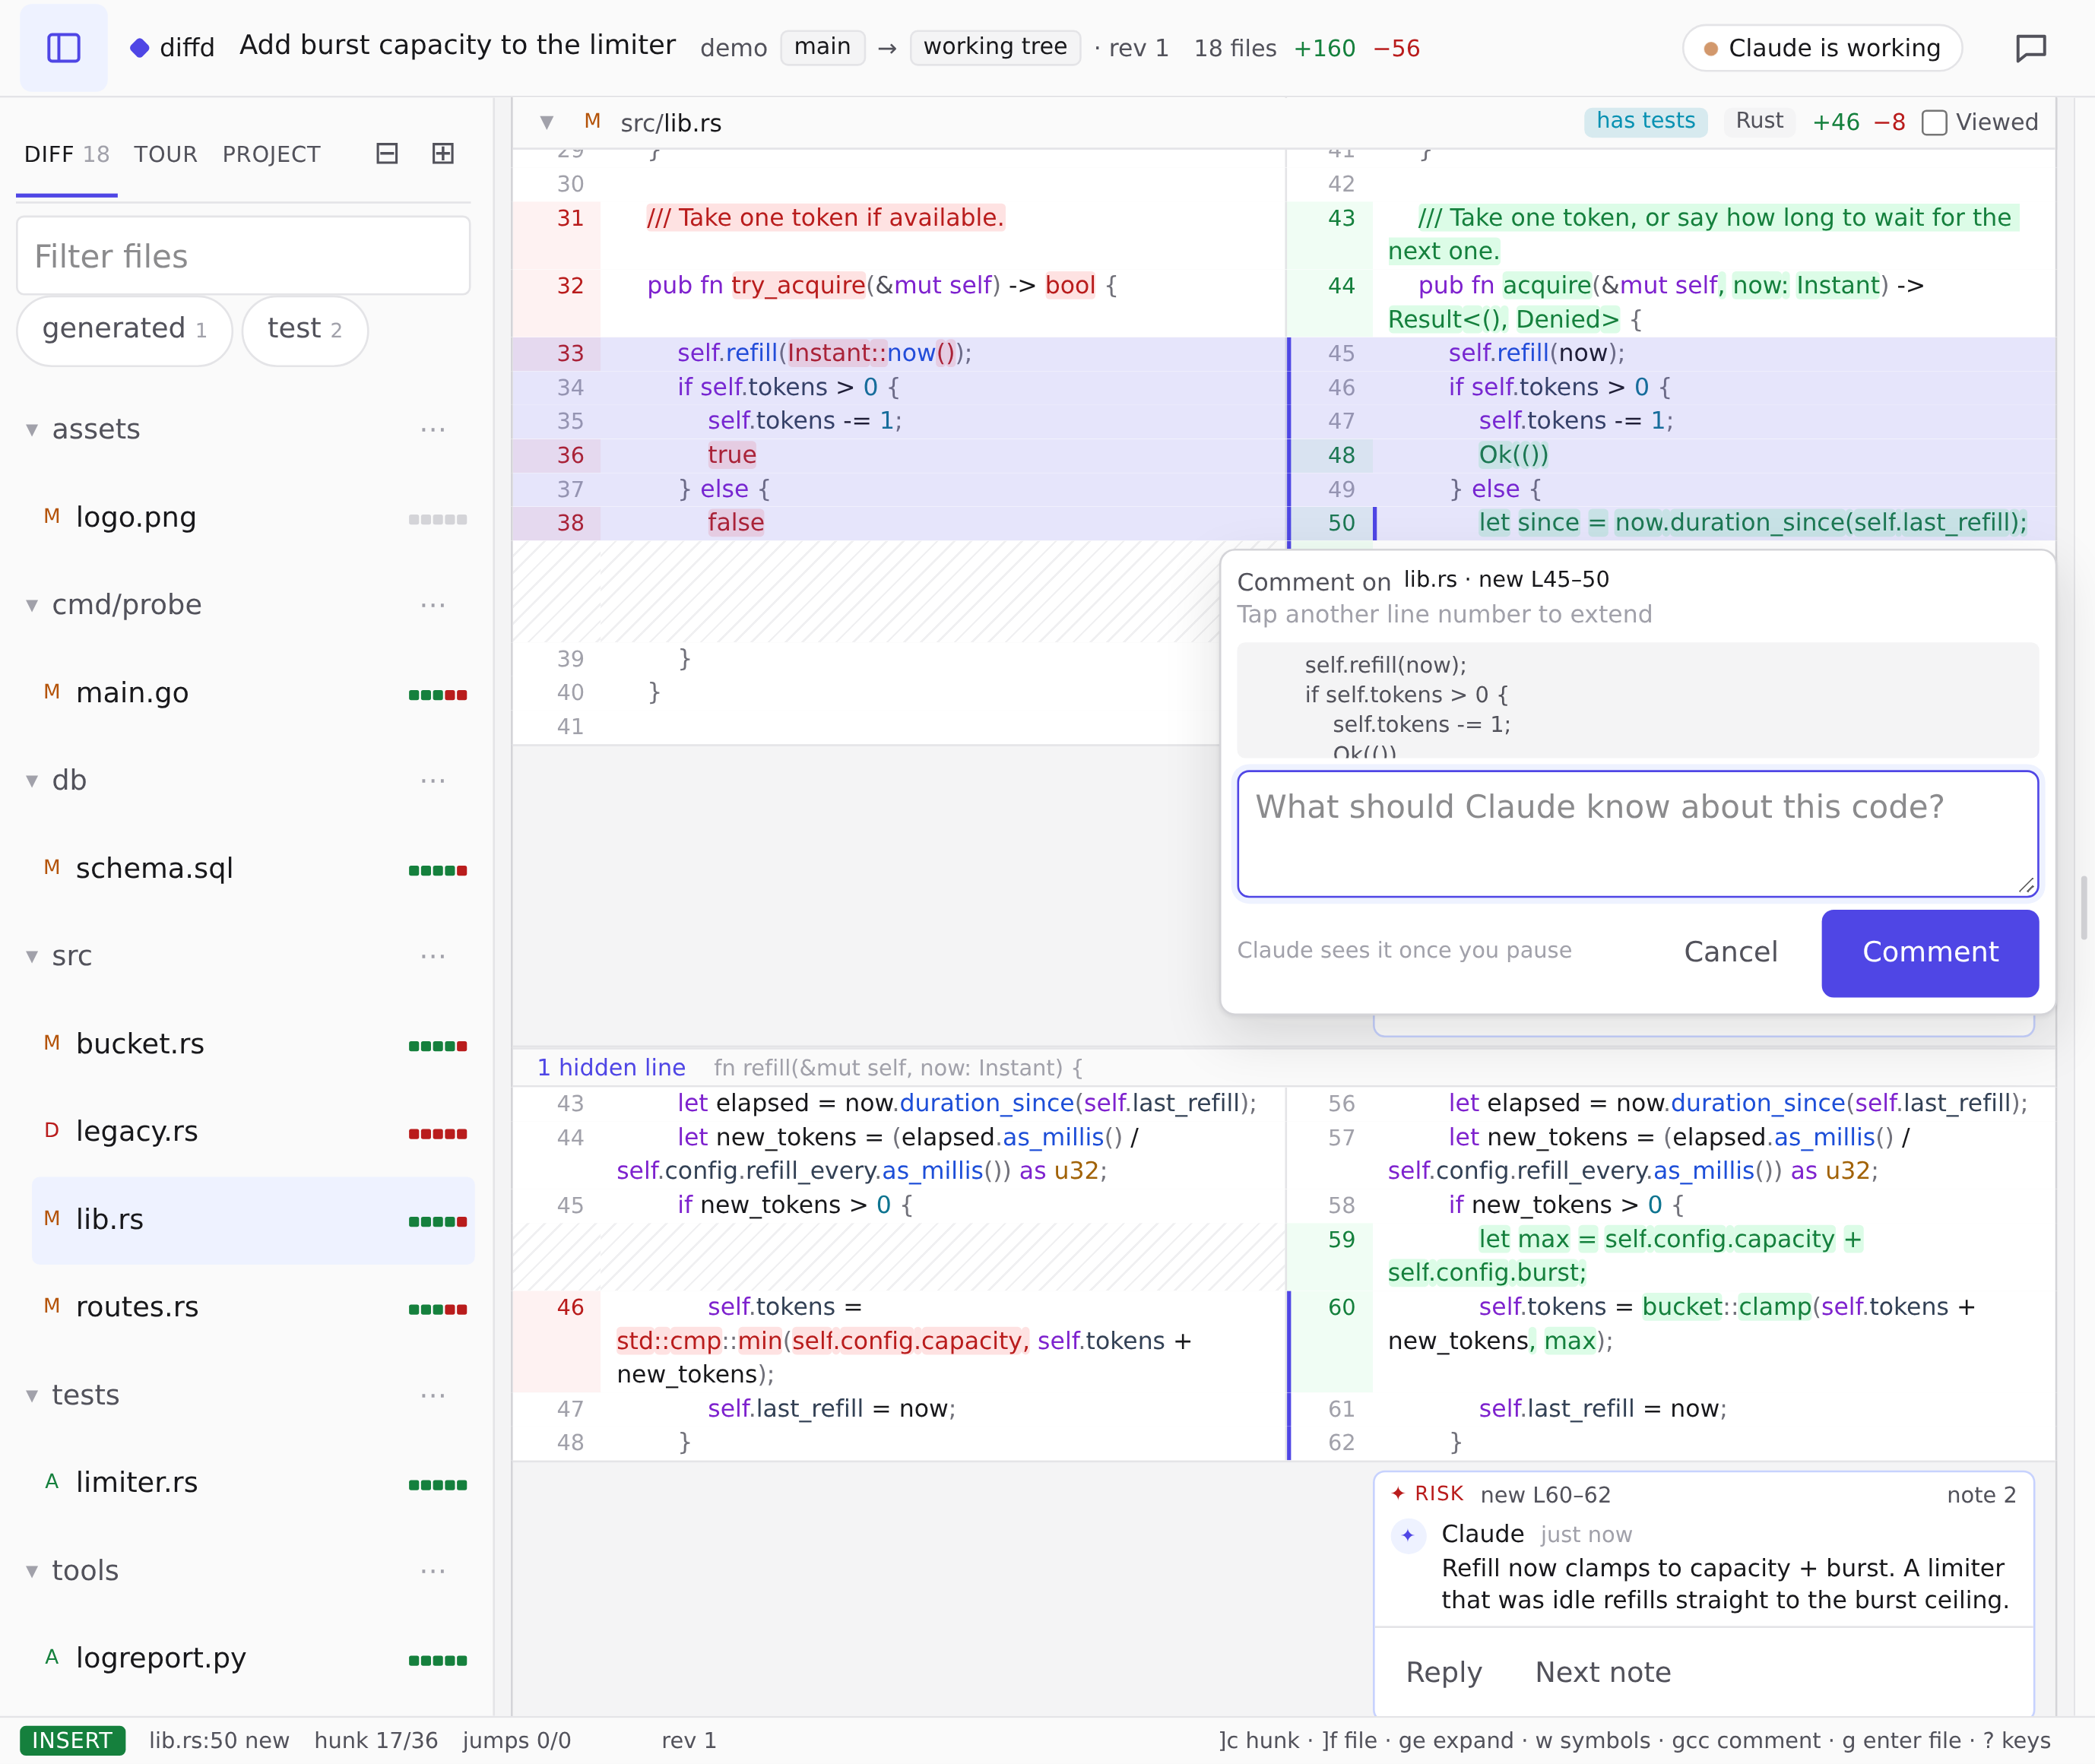 diffd Add burst capacity to the limiter demo main → working tree · rev 1 18 files +160 −56 Claude is working
DIFF 18 TOUR PROJECT
Filter files
generated 1 test 2
▾ assets ···
M logo.png
▾ cmd/probe ···
M main.go
▾ db ···
M schema.sql
▾ src ···
M bucket.rs
D legacy.rs
M lib.rs
M routes.rs
▾ tests ···
A limiter.rs
▾ tools ···
A logreport.py
▾ M src/lib.rs has tests Rust +46 −8 Viewed
29 }
30
31 /// Take one token if available.
32 pub fn try_acquire(&mut self) -> bool {
33 self.refill(Instant::now());
34 if self.tokens > 0 {
35 self.tokens -= 1;
36 true
37 } else {
38 false
39 }
40 }
41
41 }
42
43 /// Take one token, or say how long to wait for the
next one.
44 pub fn acquire(&mut self, now: Instant) ->
Result<(), Denied> {
45 self.refill(now);
46 if self.tokens > 0 {
47 self.tokens -= 1;
48 Ok(())
49 } else {
50 let since = now.duration_since(self.last_refill);
Comment on lib.rs · new L45–50
Tap another line number to extend
self.refill(now);
if self.tokens > 0 {
self.tokens -= 1;
Ok(())
What should Claude know about this code?
Claude sees it once you pause Cancel Comment
1 hidden line fn refill(&mut self, now: Instant) {
43 let elapsed = now.duration_since(self.last_refill);
44 let new_tokens = (elapsed.as_millis() /
self.config.refill_every.as_millis()) as u32;
45 if new_tokens > 0 {
46 self.tokens =
std::cmp::min(self.config.capacity, self.tokens +
new_tokens);
47 self.last_refill = now;
48 }
56 let elapsed = now.duration_since(self.last_refill);
57 let new_tokens = (elapsed.as_millis() /
self.config.refill_every.as_millis()) as u32;
58 if new_tokens > 0 {
59 let max = self.config.capacity +
self.config.burst;
60 self.tokens = bucket::clamp(self.tokens +
new_tokens, max);
61 self.last_refill = now;
62 }
✦ RISK new L60–62 note 2
✦ Claude just now
Refill now clamps to capacity + burst. A limiter
that was idle refills straight to the burst ceiling.
Reply Next note
INSERT lib.rs:50 new hunk 17/36 jumps 0/0 rev 1 ]c hunk · ]f file · ge expand · w symbols · gcc comment · g enter file · ? keys